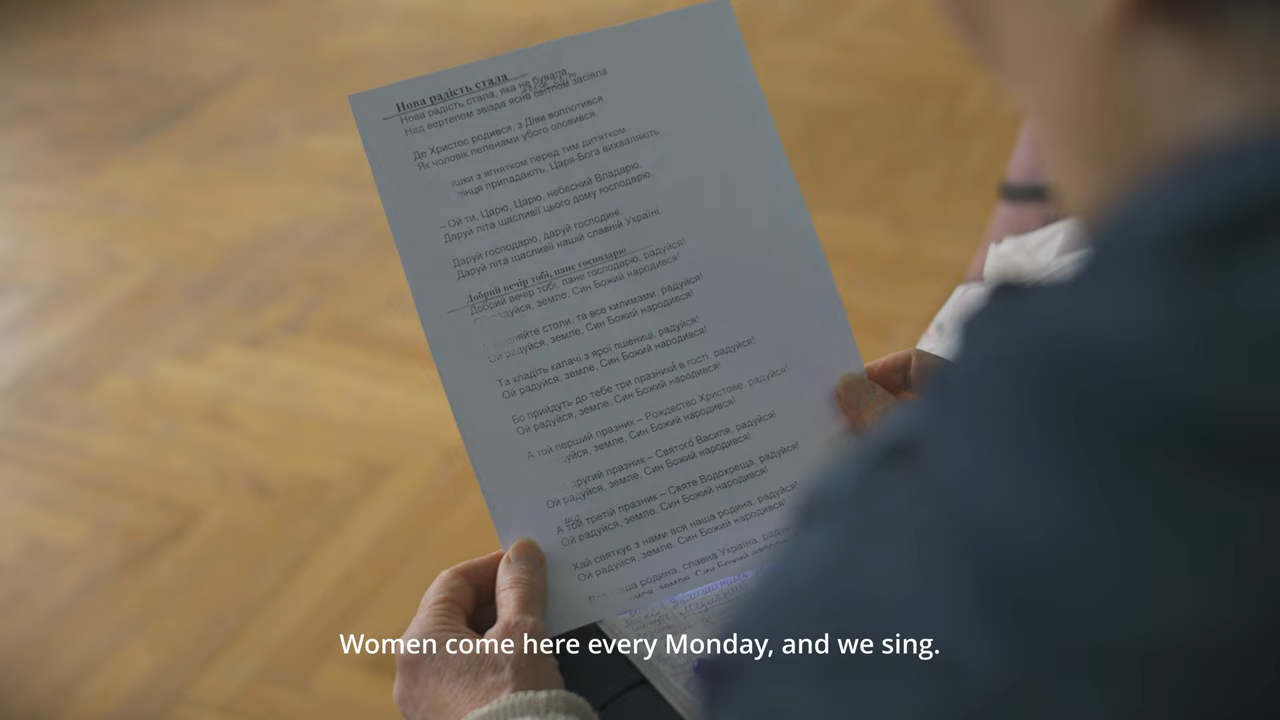 Нова радість стала
Нова радість стала, яка не бувала
Над вертепом звізда ясна світлом засіяла
Де Христос родився, з Діви воплотився
Як чоловік пеленами убого оповився.
з ягнятком перед тим дитятком
припадають, Царя-Бога вихваляють
– Ой ти, Царю, Царю, небесний Владарю,
Даруй літа щасливії цього дому господарю.
Даруй господарю, даруй господині,
Даруй літа щасливії нашій славній Україні.
Добрий вечір тобі, пане господарю
Добрий вечір тобі, пане господарю, радуйся!
земле, Син Божий народився!
столи, та все килимами, радуйся!
Ой радуйся, земле, Син Божий народився!
Та кладіть калачі з ярої пшениці, радуйся!
Ой радуйся, земле, Син Божий народився!
Бо прийдуть до тебе три празники в гості, радуйся!
Ой радуйся, земле, Син Божий народився!
А той перший празник – Рождество Христове, радуйся!
земле, Син Божий народився!
празник – Святого Василя, радуйся!
Ой радуйся, земле, Син Божий народився!
А той третій празник – Святе Водохреща, радуйся!
Ой радуйся, земле, Син Божий народився!
Хай святкує з нами вся наша родина, радуйся!
Ой радуйся, земле, Син Божий народився!
родина, славна Україна,
земле, Син Божий
Women come here every Monday, and we sing.